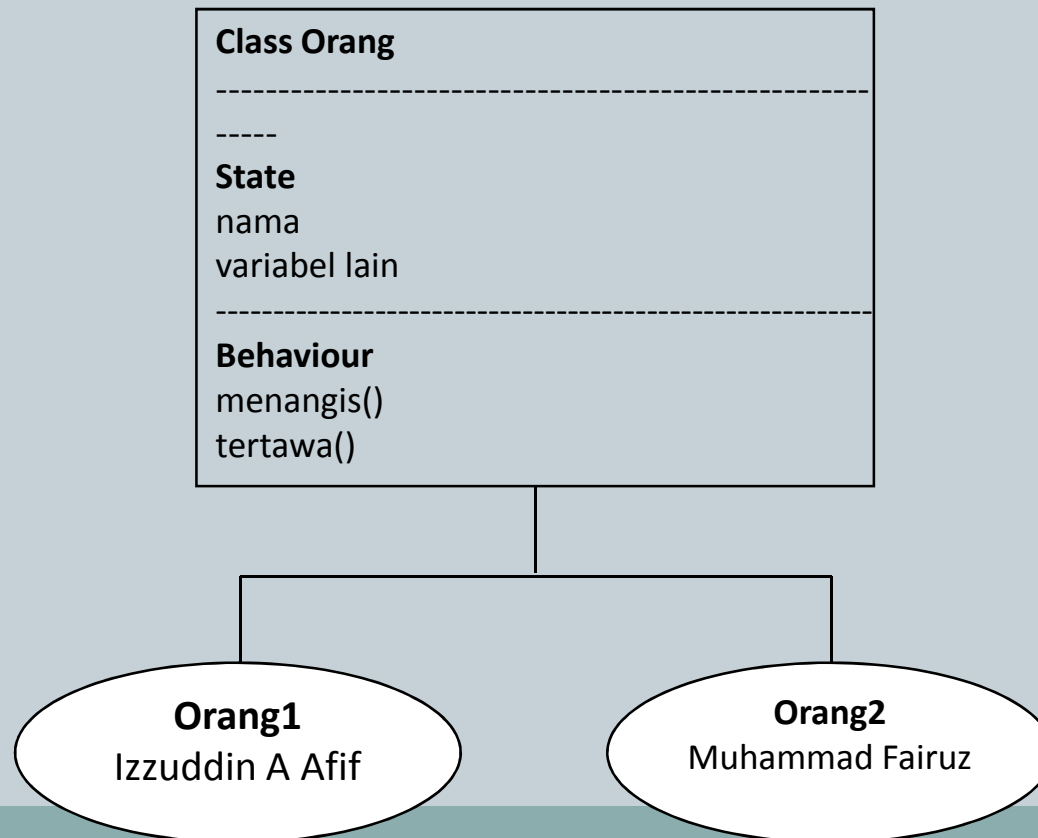 Class Orang
----------------------------------------------------
-----
State
nama
variabel lain
---------------------------------------------------------
Behaviour
menangis()
tertawa()
Orang1
Izzuddin A Afif
Orang2
Muhammad Fairuz